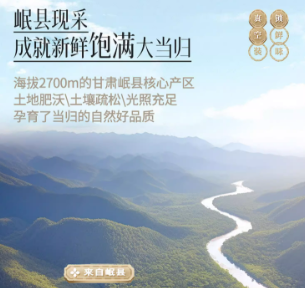 岷县现采
成就新鲜饱满大当归
海拔2700m的甘肃岷县核心产区
土地肥沃\土壤疏松\光照充足
孕育了当归的自然好品质
来自岷县